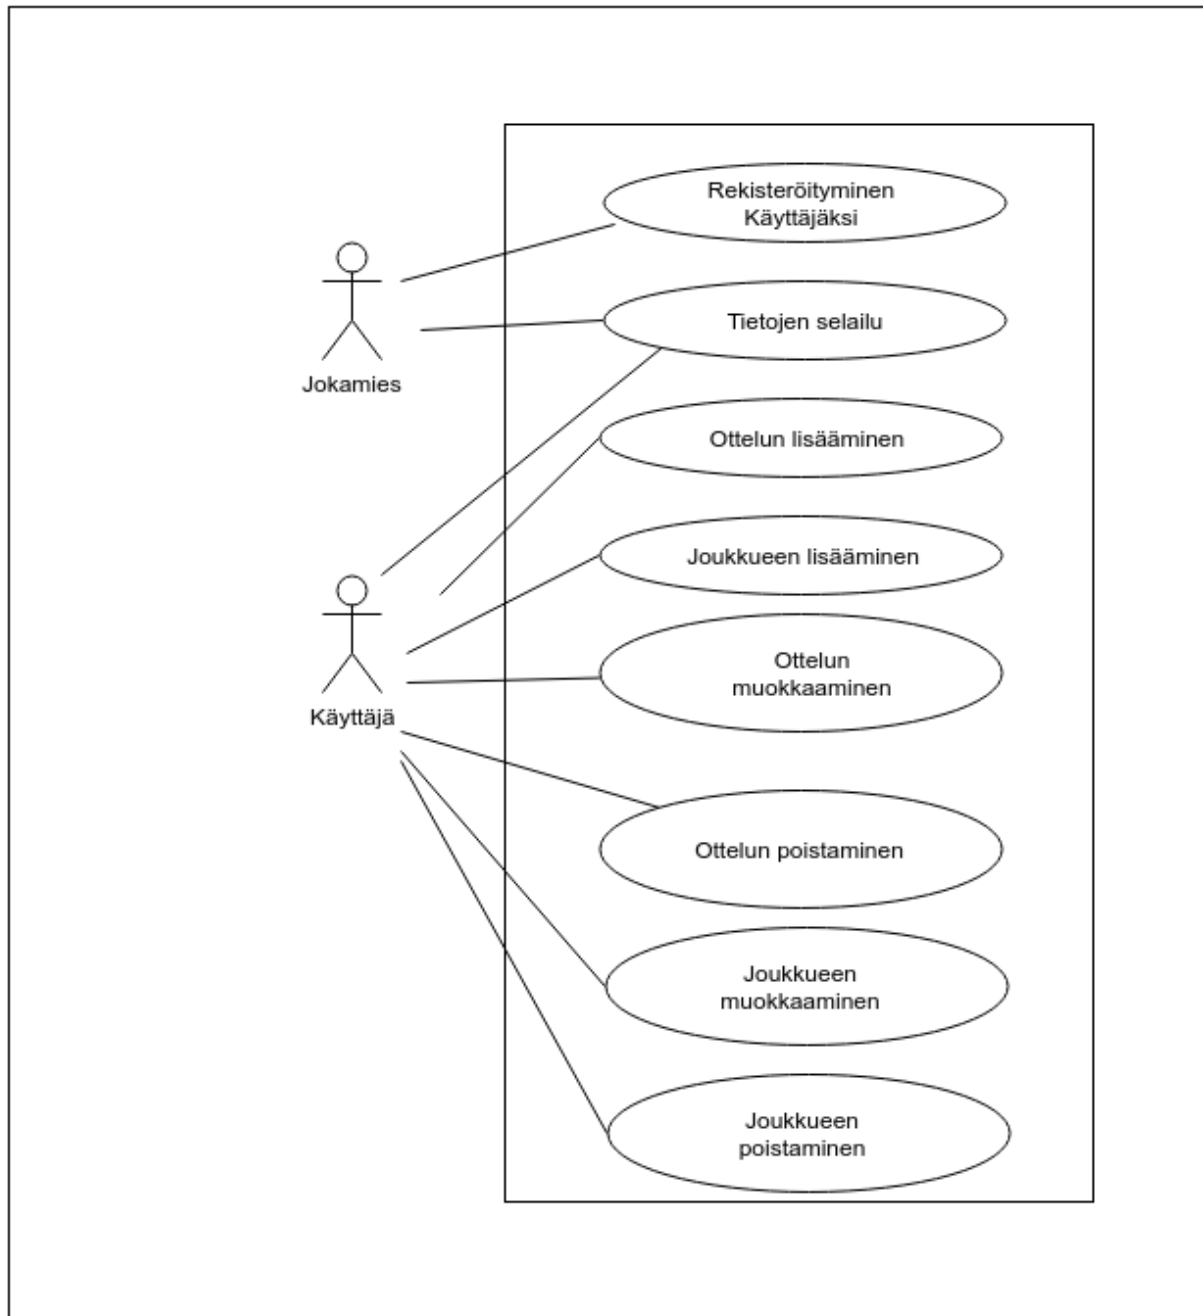 Rekisteröityminen
Käyttäjäksi
Tietojen selailu
Jokamies
Ottelun lisääminen
Joukkueen lisääminen
Ottelun
muokkaaminen
Käyttäjä
Ottelun poistaminen
Joukkueen
muokkaaminen
Joukkueen
poistaminen